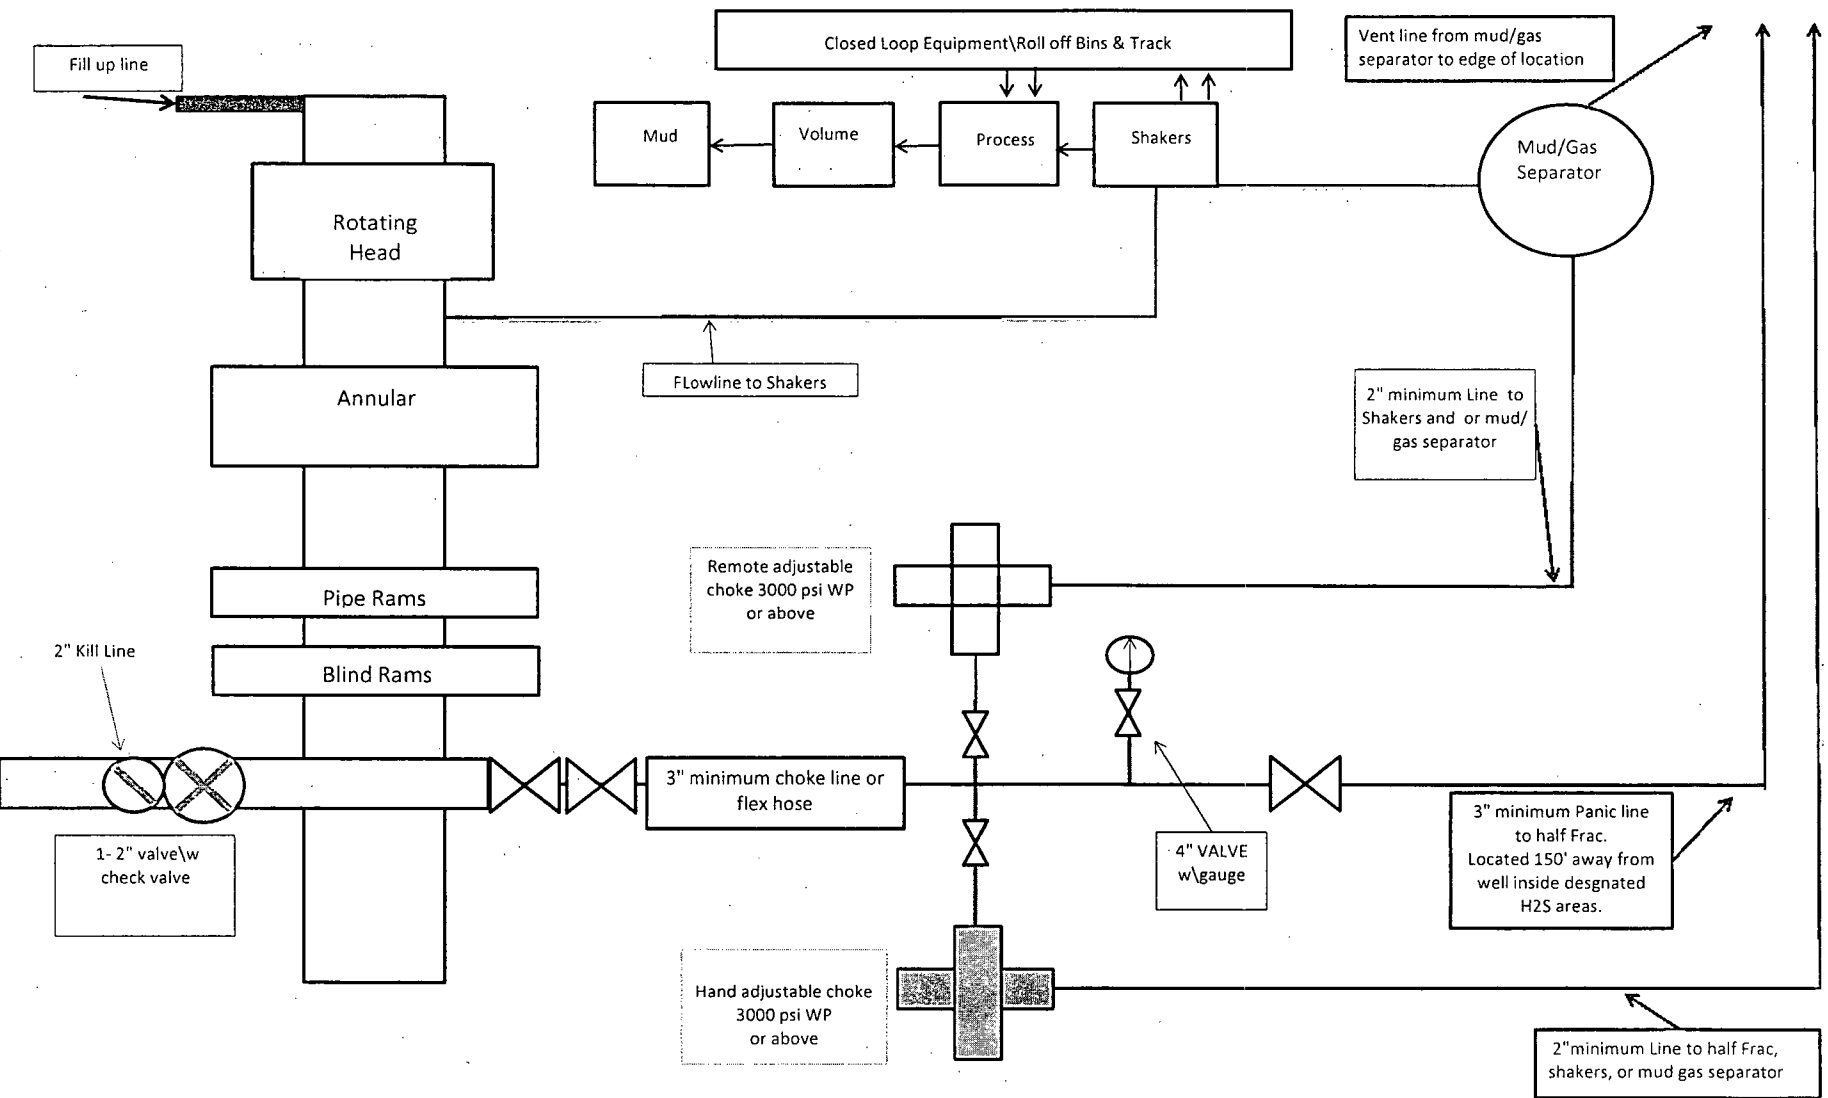 Closed Loop Equipment\Roll off Bins & Track
Vent line from mud/gas
separator to edge of location
Fill up line
Mud
Volume
Process
Shakers
Mud/Gas
Separator
Rotating
Head
FLowline to Shakers
Annular
2" minimum Line to
Shakers and or mud/
gas separator
Remote adjustable
choke 3000 psi WP
or above
Pipe Rams
2" Kill Line
Blind Rams
3" minimum choke line or
flex hose
1- 2" valve\w
check valve
4" VALVE
w\gauge
3" minimum Panic line
to half Frac.
Located 150' away from
well inside desgnated
H2S areas.
Hand adjustable choke
3000 psi WP
or above
2"minimum Line to half Frac,
shakers, or mud gas separator